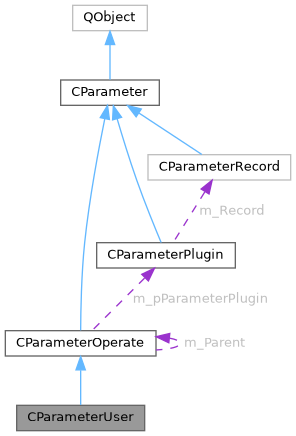 QObject
CParameter
CParameterRecord
m_Record
CParameterPlugin
m_pParameterPlugin
CParameterOperate
m_Parent
CParameterUser